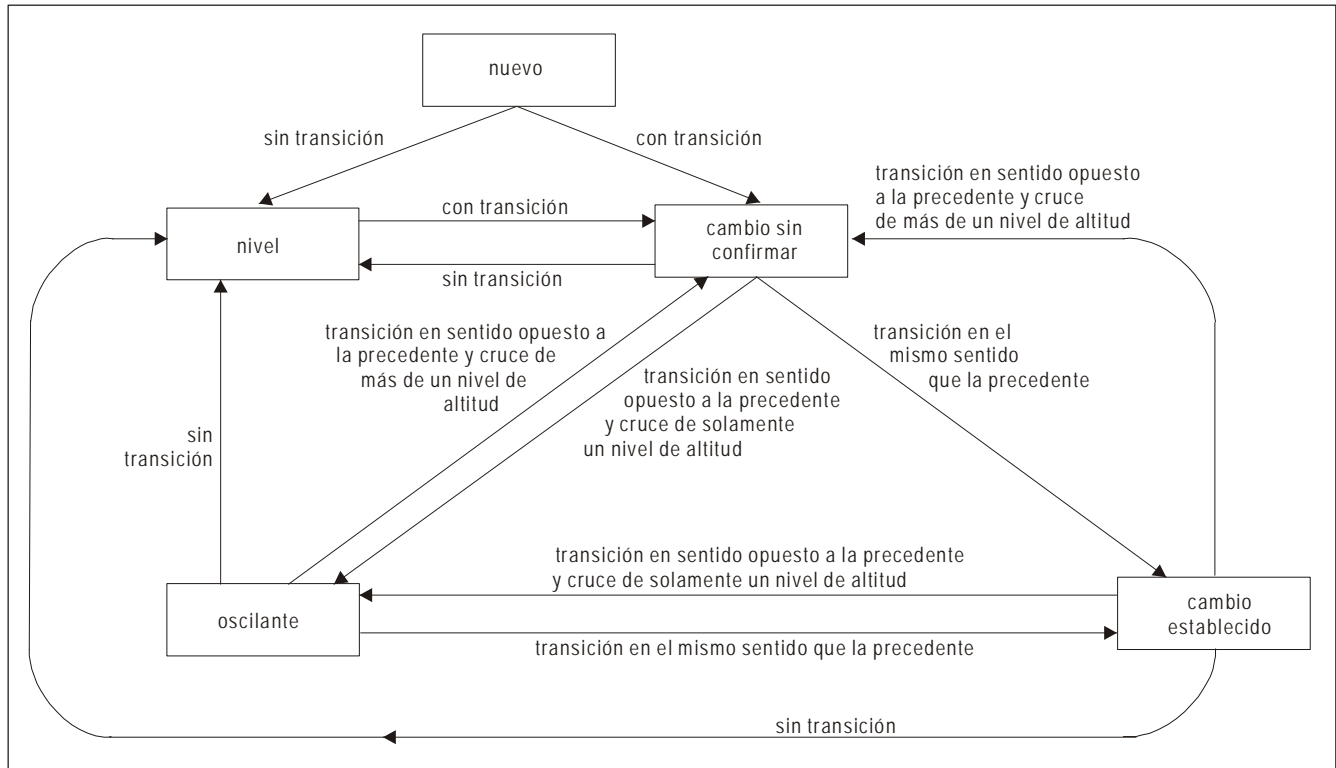 nuevo
sin transición
con transición
transición en sentido opuesto
a la precedente y cruce
de más de un nivel de altitud
nivel
con transición
sin transición
cambio sin
confirmar
transición en sentido opuesto a
la precedente y cruce de
más de un nivel de
altitud
transición en sentido
opuesto a la precedente
y cruce de solamente
un nivel de altitud
transición en el
mismo sentido
que la precedente
sin
transición
transición en sentido opuesto a la precedente
y cruce de solamente un nivel de altitud
oscilante
cambio
establecido
transición en el mismo sentido que la precedente
sin transición